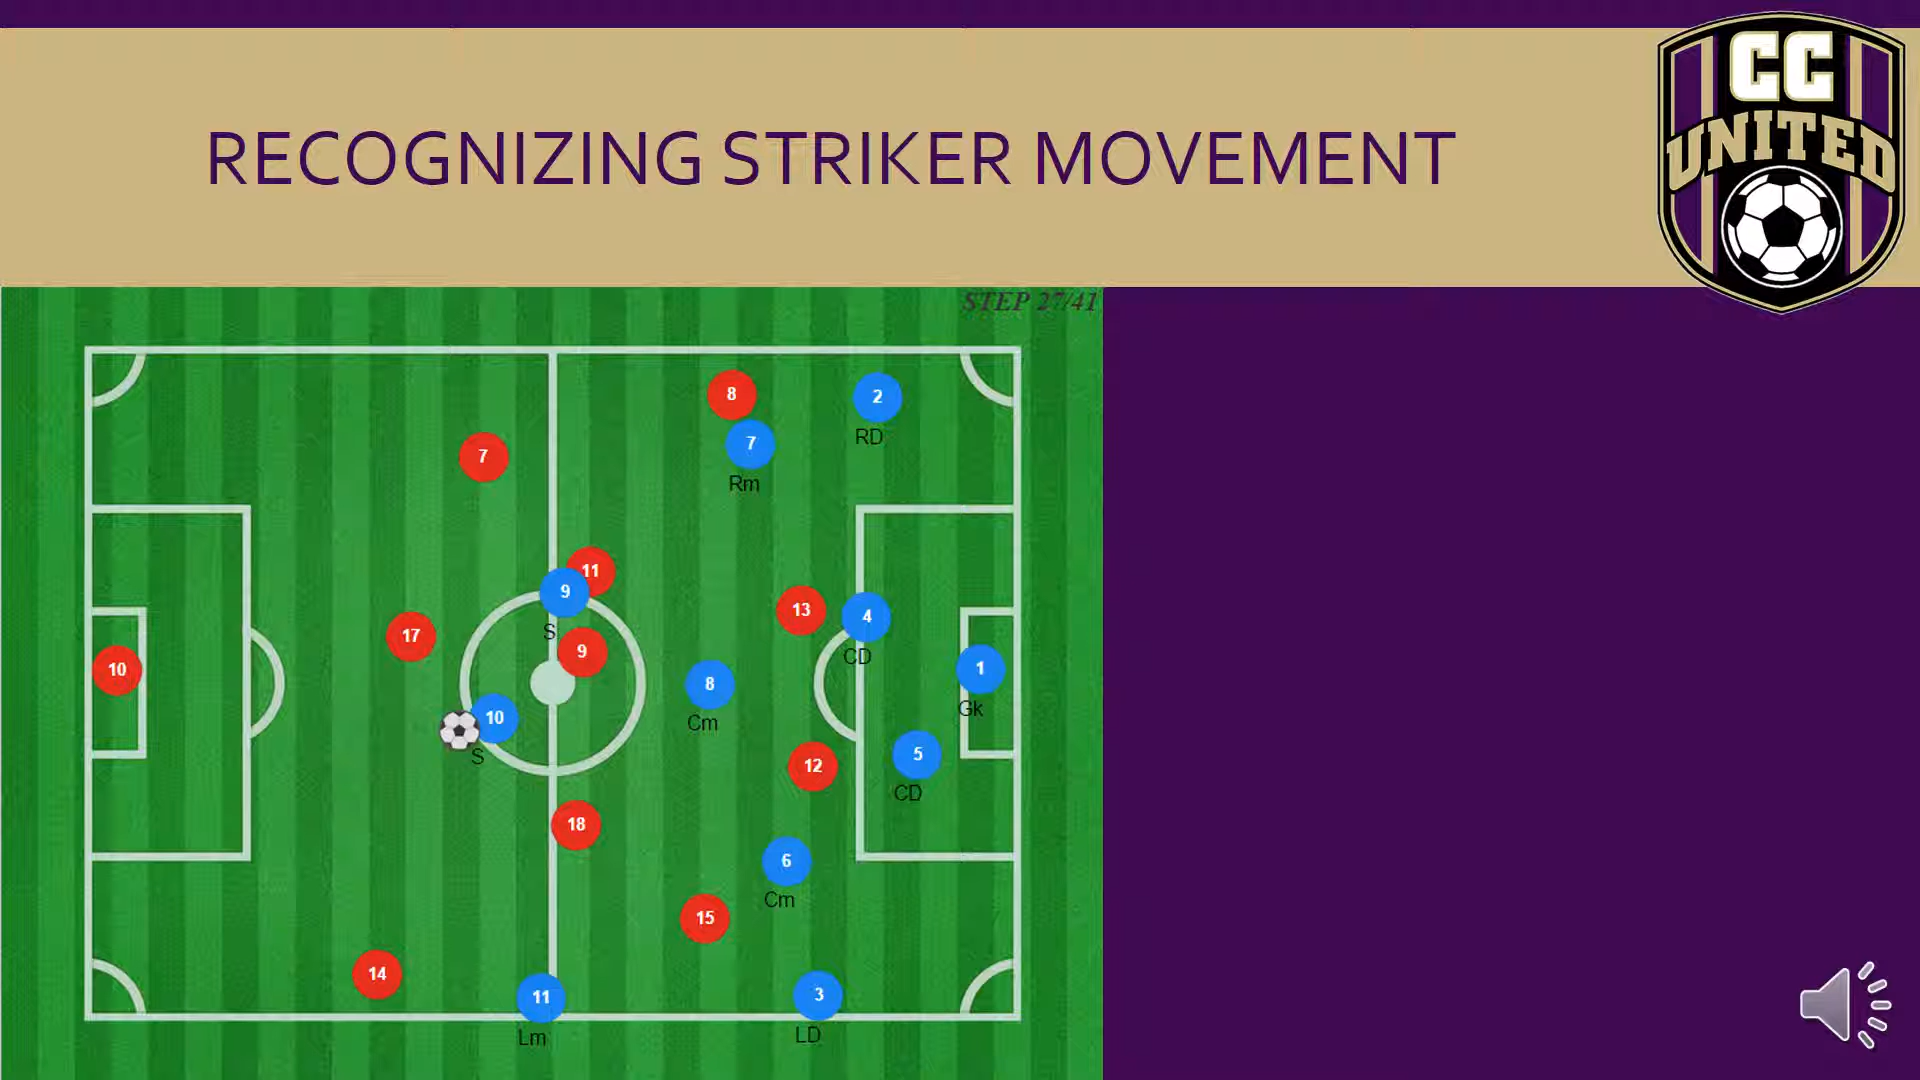 CC
UNITED
RECOGNIZING STRIKER MOVEMENT
STEP 27/41
8
2
RD
7
Rm
7
11
9
S
13
4
CD
17
9
10
8
Cm
1
Gk
10
S
5
CD
12
18
6
Cm
15
14
11
Lm
3
LD